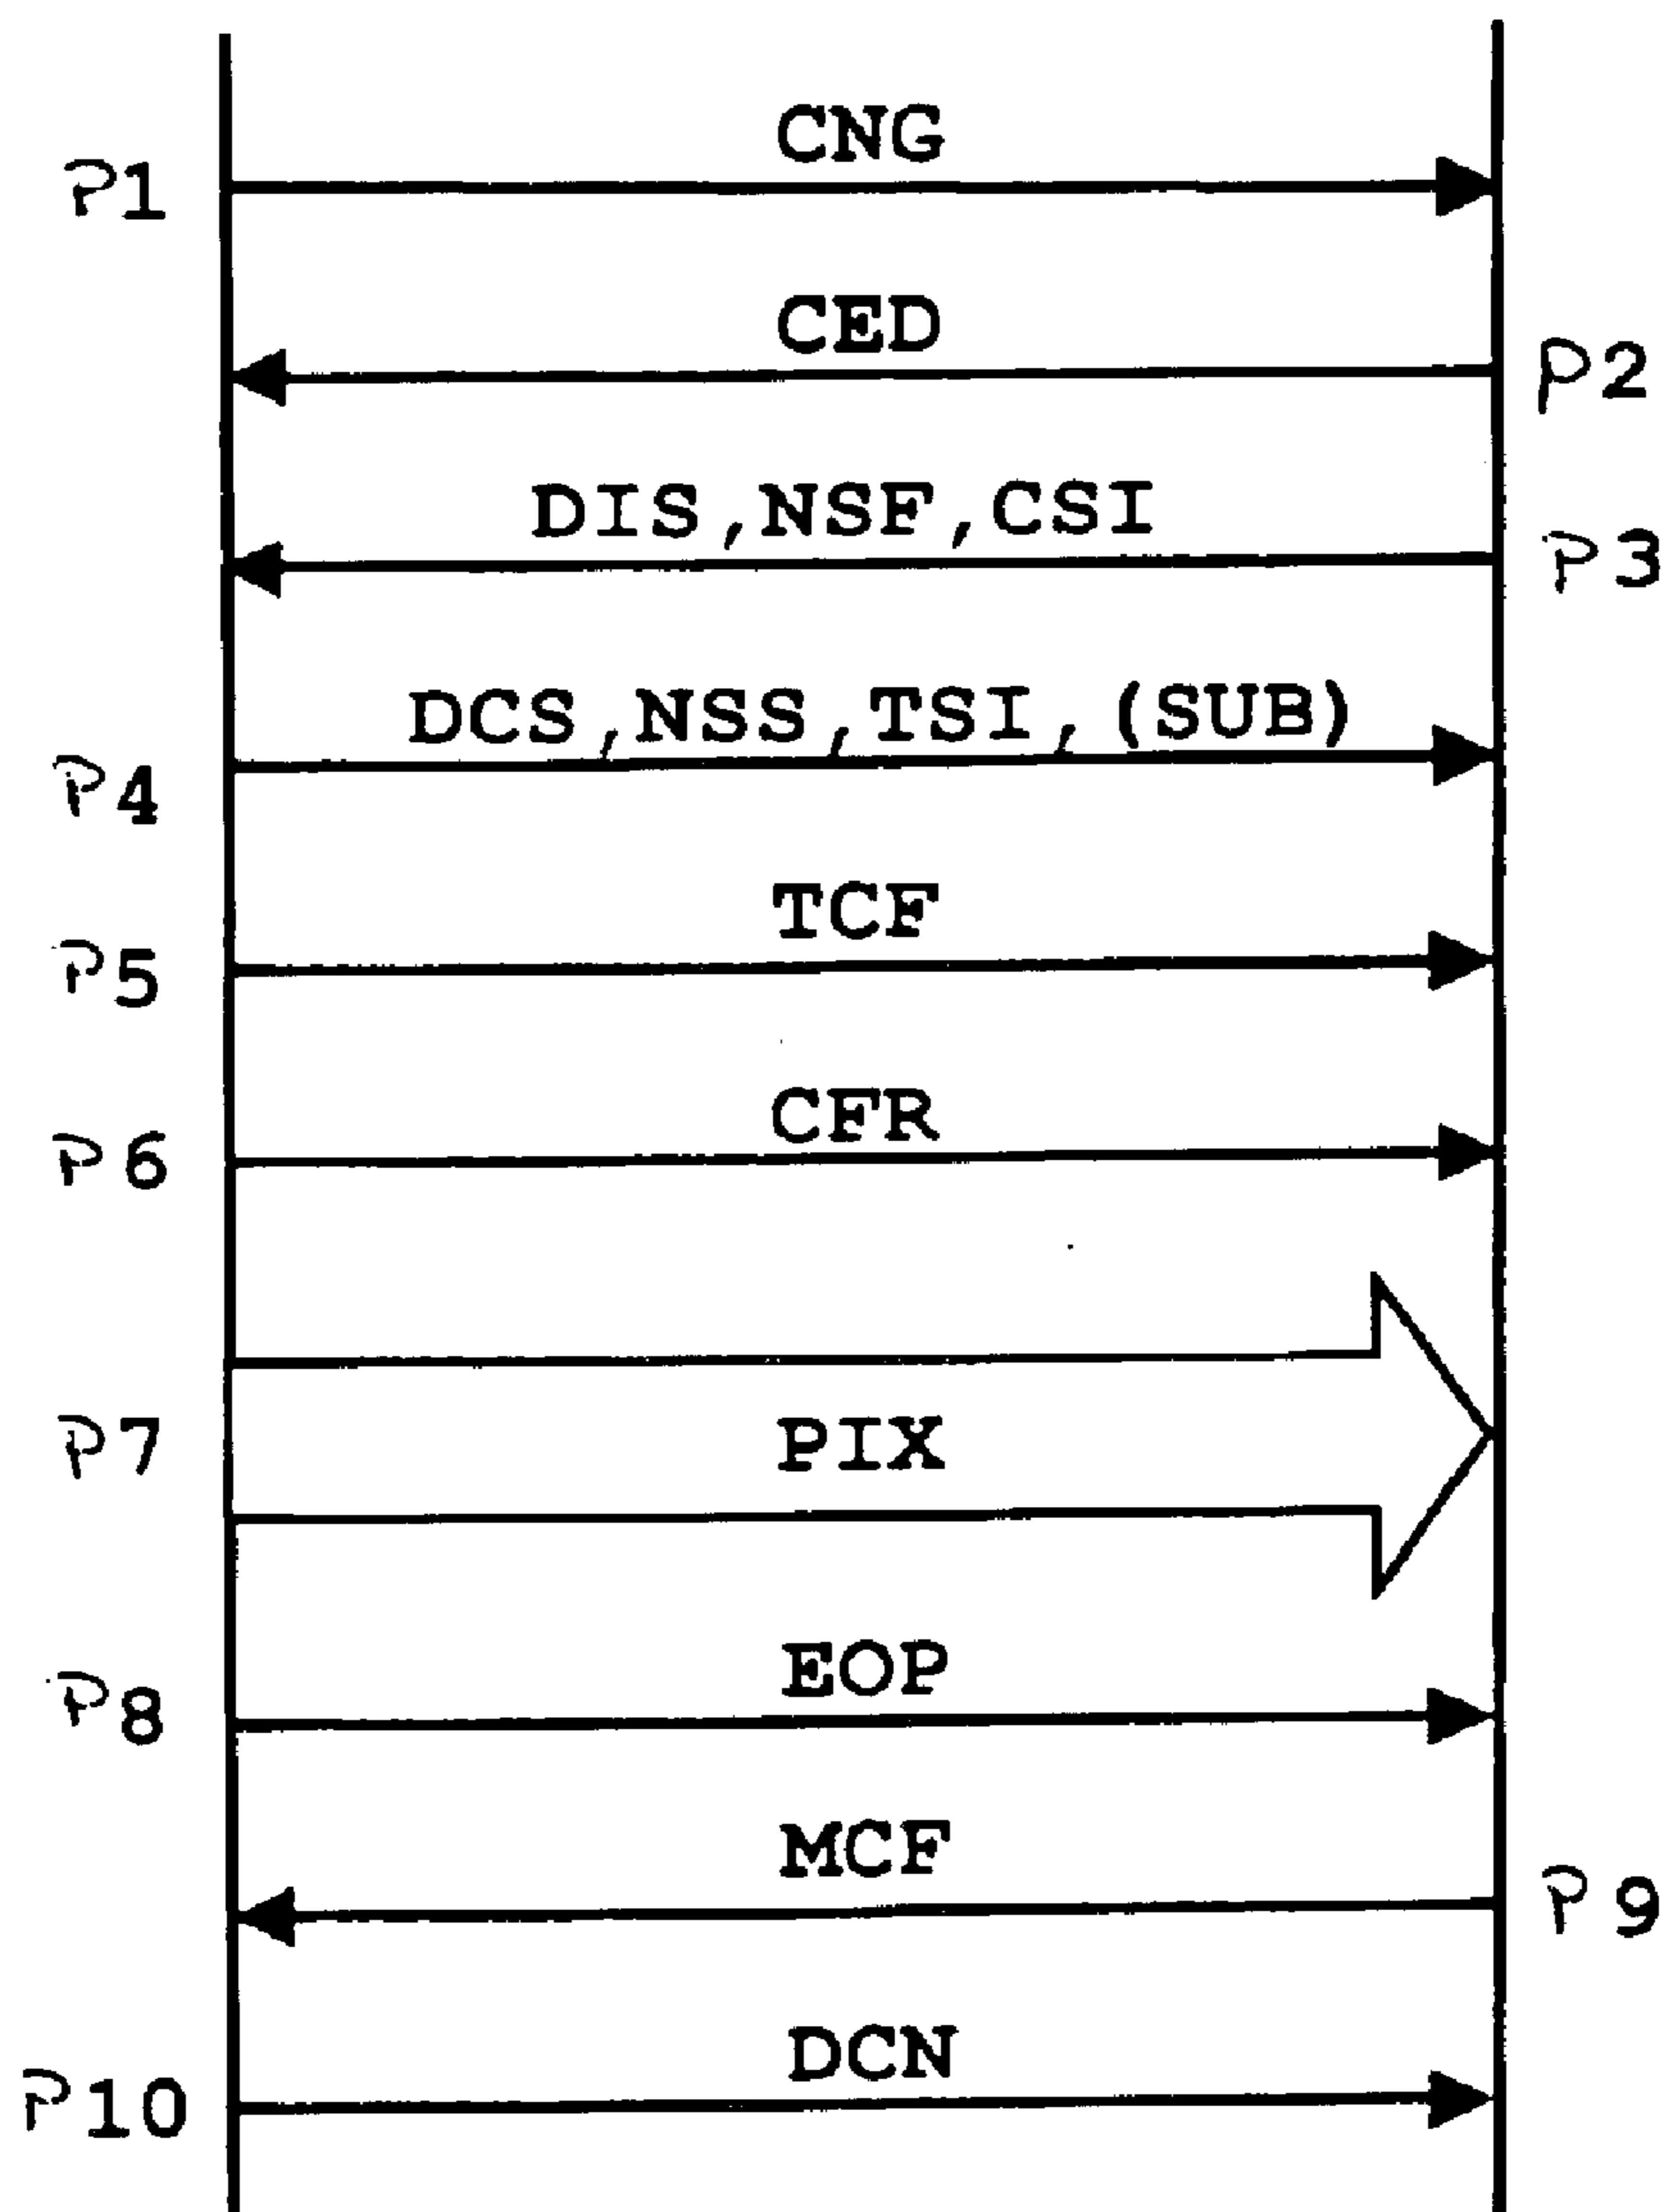 CNG
P1
CED
P2
DIS,NSF,CSI
P3
DCS,NSS,TSI,(SUB)
P4
TCF
P5
CFR
P6
PIX
P7
EOP
P8
MCF
P9
DCN
P10